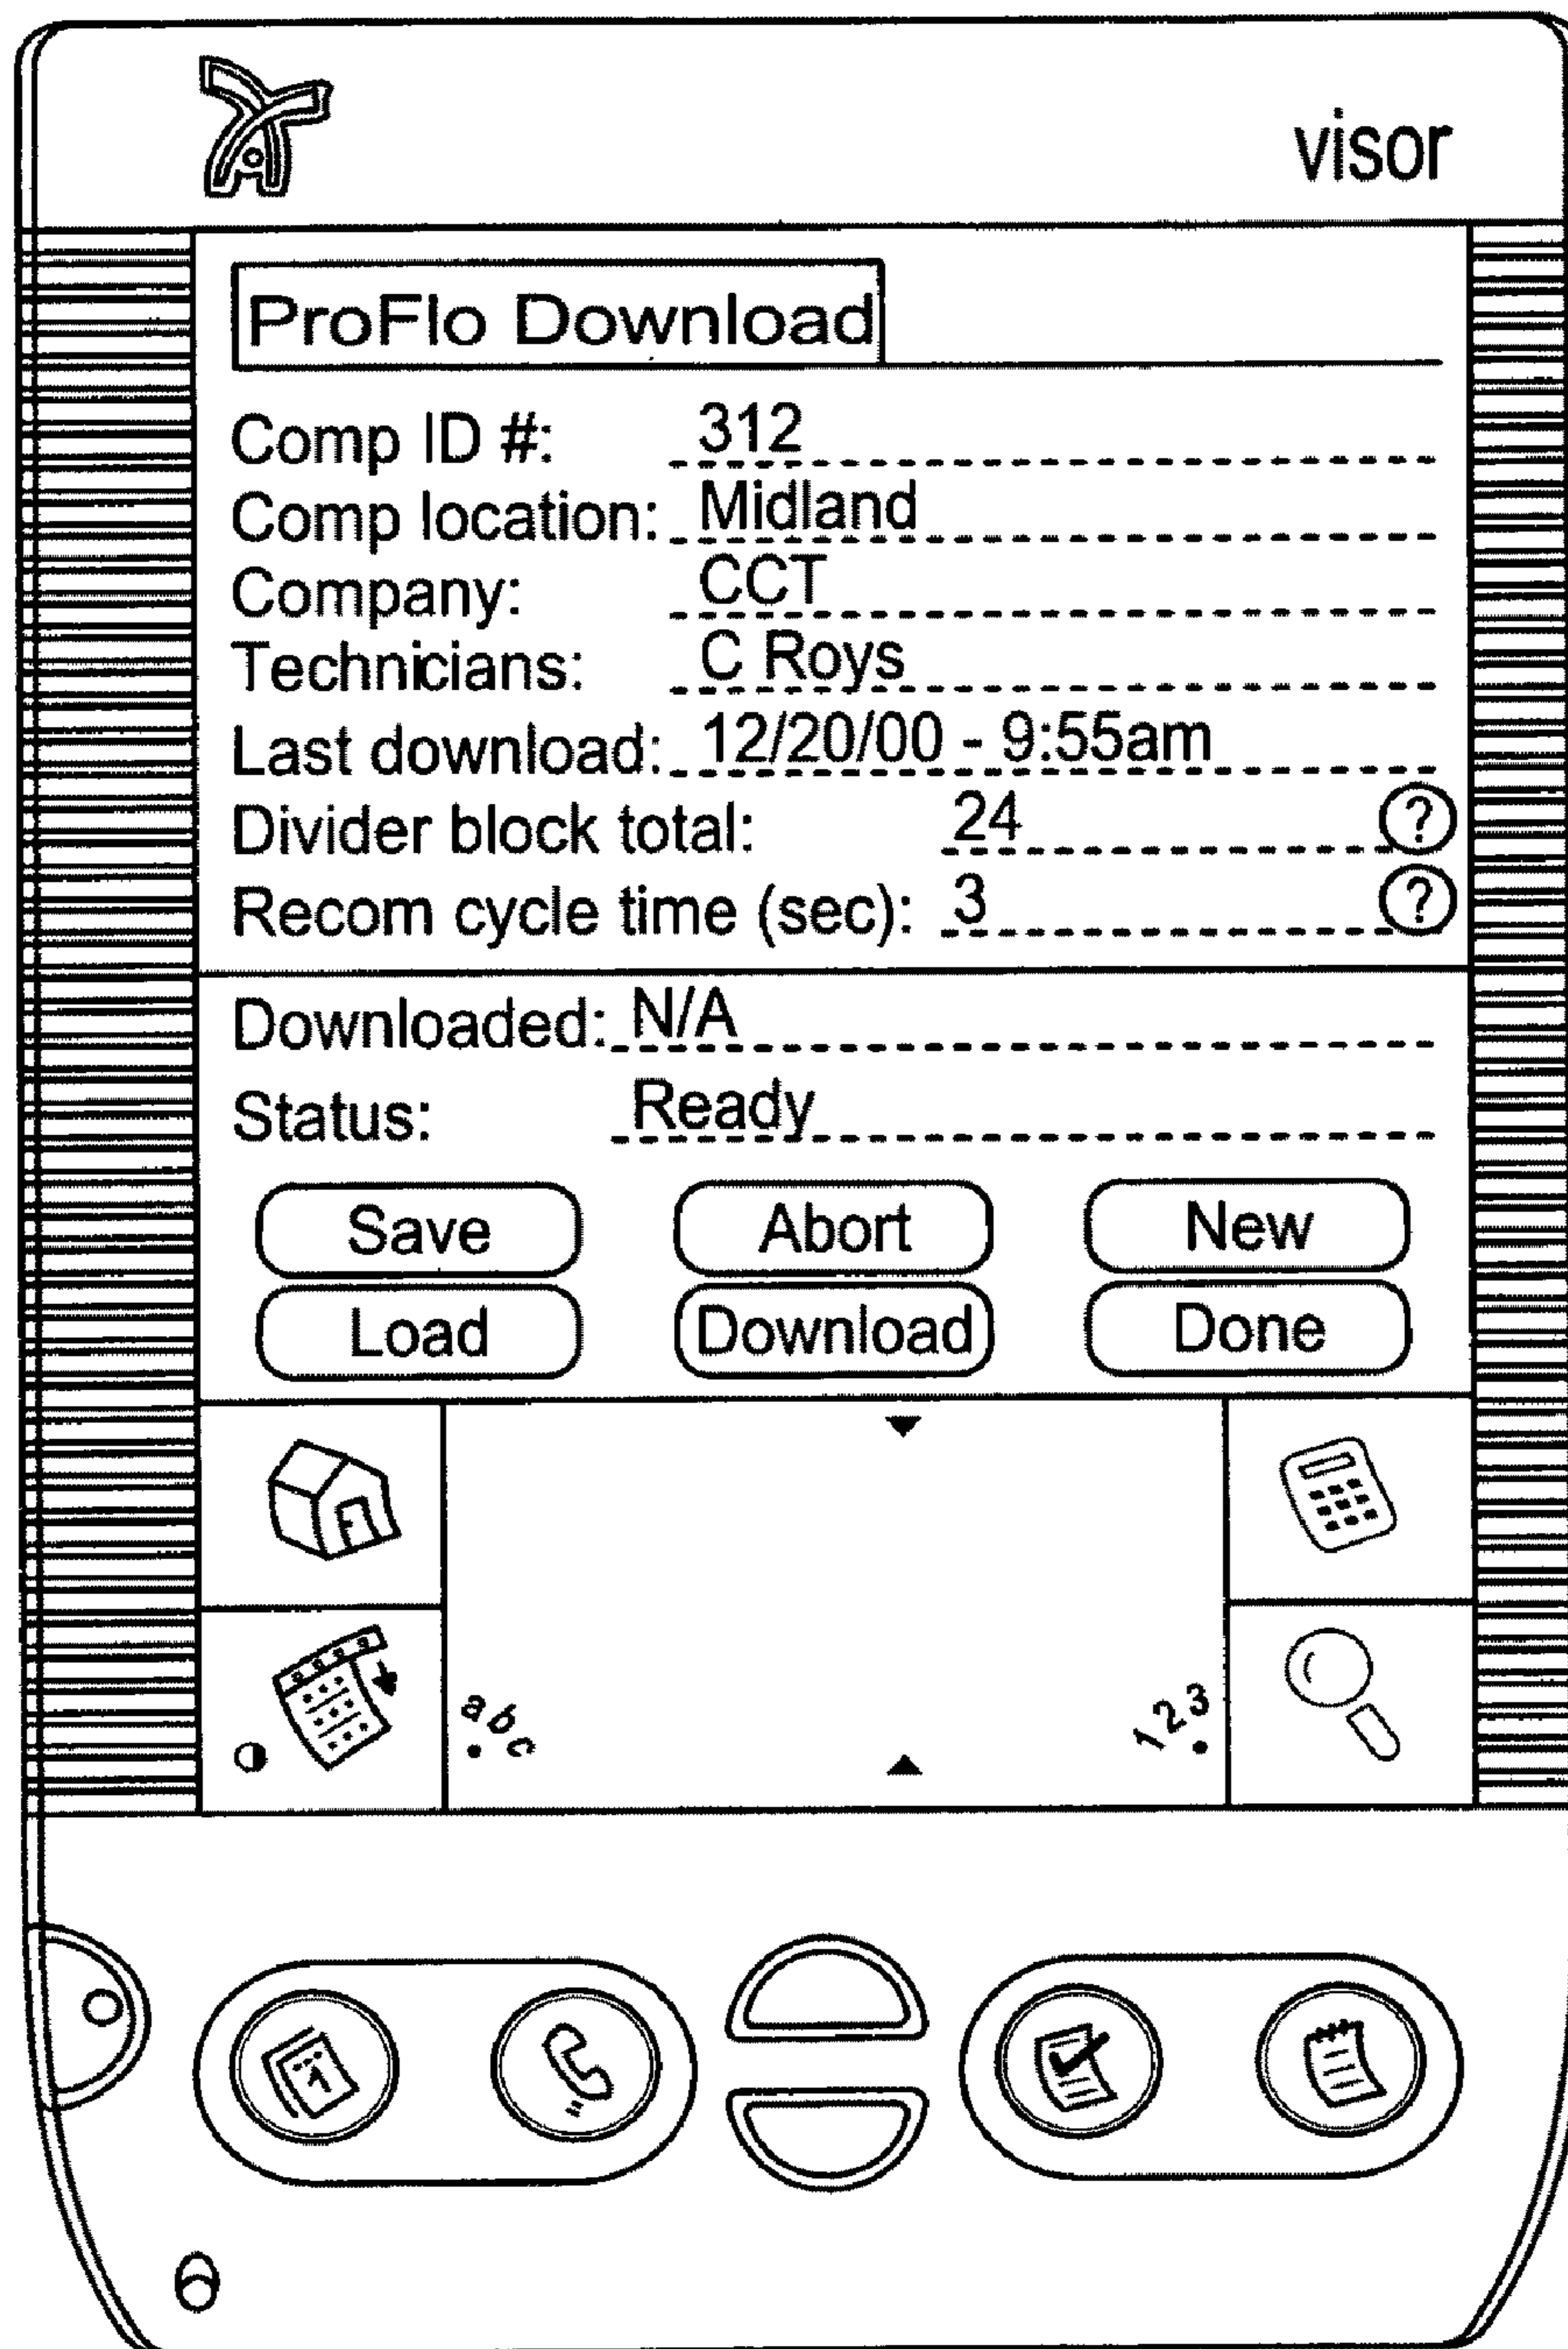 visor
ProFlo Download
Comp ID #: 312
Comp location: Midland
Company: CCT
Technicians: C Roys
Last download: 12/20/00 - 9:55am
Divider block total: 24 ?
Recom cycle time (sec): 3 ?
Downloaded: N/A
Status: Ready
Save Abort New
Load Download Done
abc 123
1